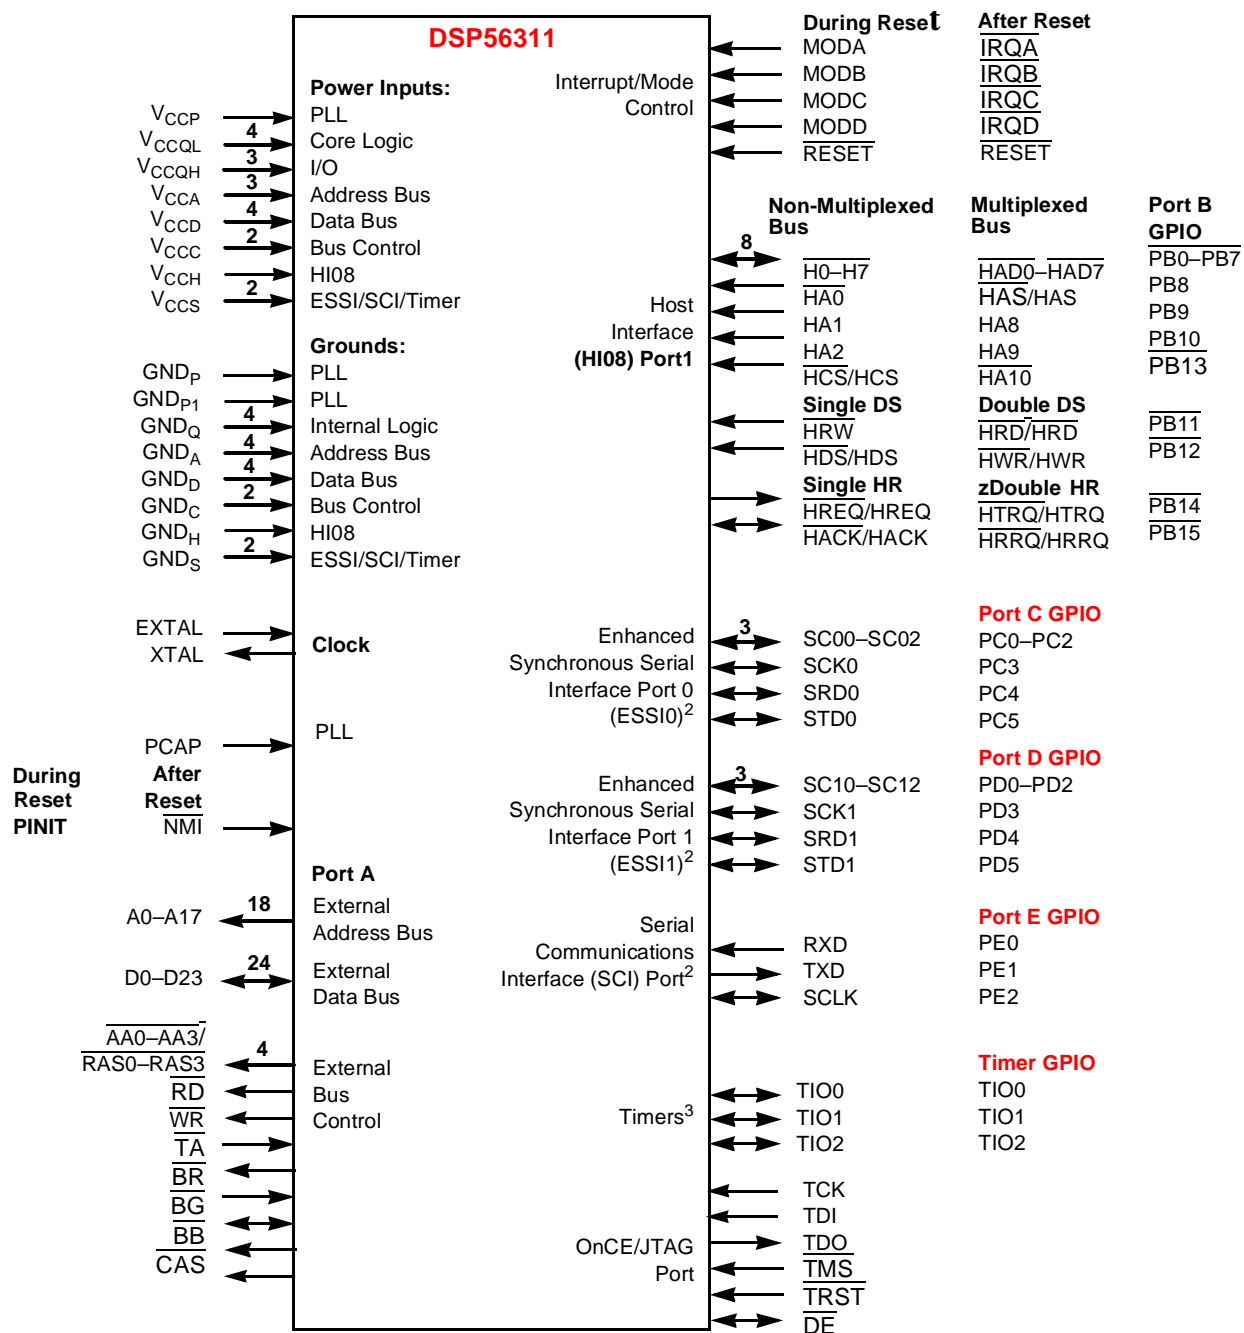 DSP56311
Power Inputs:
VCCP PLL
VCCQL 4 Core Logic
VCCQH 3 I/O
VCCA 3 Address Bus
VCCD 4 Data Bus
VCCC 2 Bus Control
VCCH HI08
VCCS 2 ESSI/SCI/Timer
Grounds:
GNDP PLL
GNDP1 PLL
GNDQ 4 Internal Logic
GNDA 4 Address Bus
GNDD 4 Data Bus
GNDC 2 Bus Control
GNDH HI08
GNDS 2 ESSI/SCI/Timer
EXTAL
XTAL
Clock
PLL
PCAP
During After
Reset Reset
PINIT NMI
Port A
A0–A17 18 External
Address Bus
D0–D23 24 External
Data Bus
AA0–AA3/
RAS0–RAS3 4 External
RD Bus
WR Control
TA
BR
BG
BB
CAS
During Reset After Reset
Interrupt/Mode
Control
MODA IRQA
MODB IRQB
MODC IRQC
MODD IRQD
RESET RESET
Non-Multiplexed Multiplexed Port B
Bus Bus GPIO
8 H0–H7 HAD0–HAD7 PB0–PB7
HA0 HAS/HAS PB8
HA1 HA8 PB9
HA2 HA9 PB10
HCS/HCS HA10 PB13
Host
Interface
(HI08) Port1
Single DS Double DS
HRW HRD/HRD PB11
HDS/HDS HWR/HWR PB12
Single HR zDouble HR
HREQ/HREQ HTRQ/HTRQ PB14
HACK/HACK HRRQ/HRRQ PB15
Port C GPIO
Enhanced 3 SC00–SC02 PC0–PC2
Synchronous Serial SCK0 PC3
Interface Port 0 SRD0 PC4
(ESSI0)2 STD0 PC5
Port D GPIO
Enhanced 3 SC10–SC12 PD0–PD2
Synchronous Serial SCK1 PD3
Interface Port 1 SRD1 PD4
(ESSI1)2 STD1 PD5
Port E GPIO
Serial
Communications RXD PE0
Interface (SCI) Port2 TXD PE1
SCLK PE2
Timer GPIO
TIO0 TIO0
Timers3 TIO1 TIO1
TIO2 TIO2
TCK
TDI
OnCE/JTAG TDO
Port TMS
TRST
DE